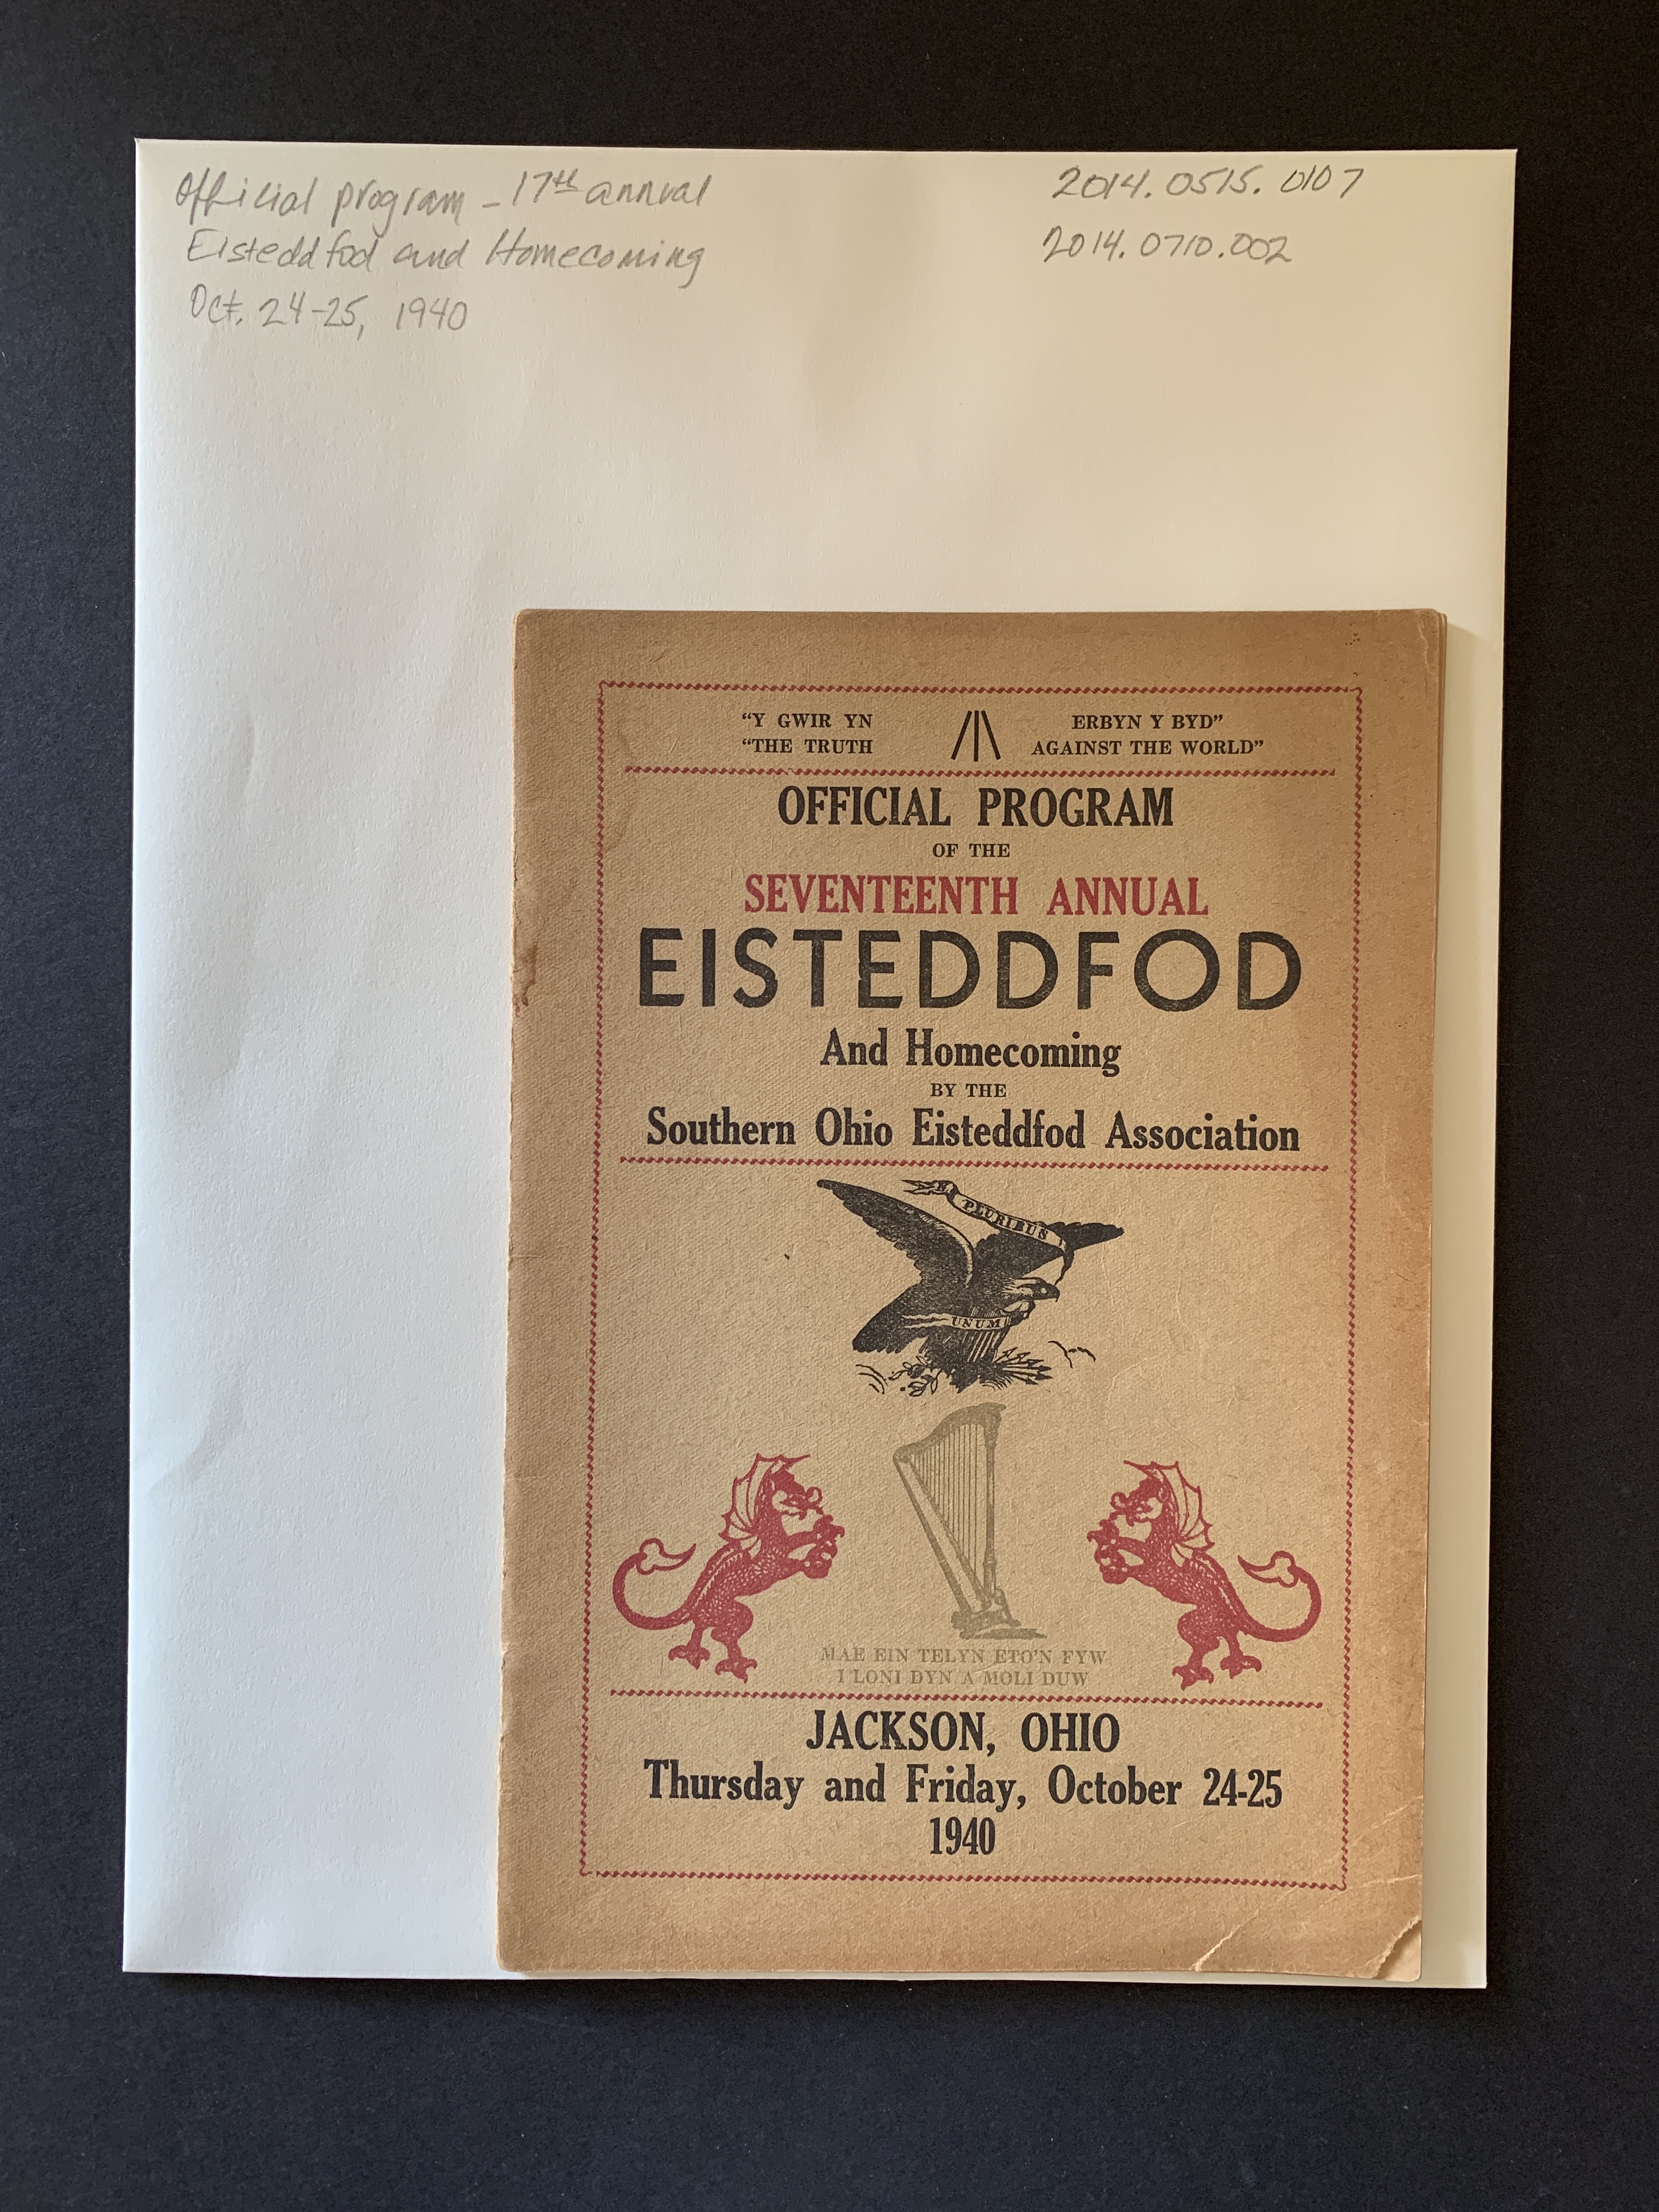 Official program - 17th annual
Eisteddfod and Homecoming
Oct. 24-25, 1940
2014.0515.0107
2014.0710.002
“Y GWIR YN ERBYN Y BYD”
“THE TRUTH AGAINST THE WORLD”
OFFICIAL PROGRAM
OF THE
SEVENTEENTH ANNUAL
EISTEDDFOD
And Homecoming
BY THE
Southern Ohio Eisteddfod Association
E PLURIBUS
UNUM
MAE EIN TELYN ETO'N FYW
I LONI DYN A MOLI DUW
JACKSON, OHIO
Thursday and Friday, October 24-25
1940